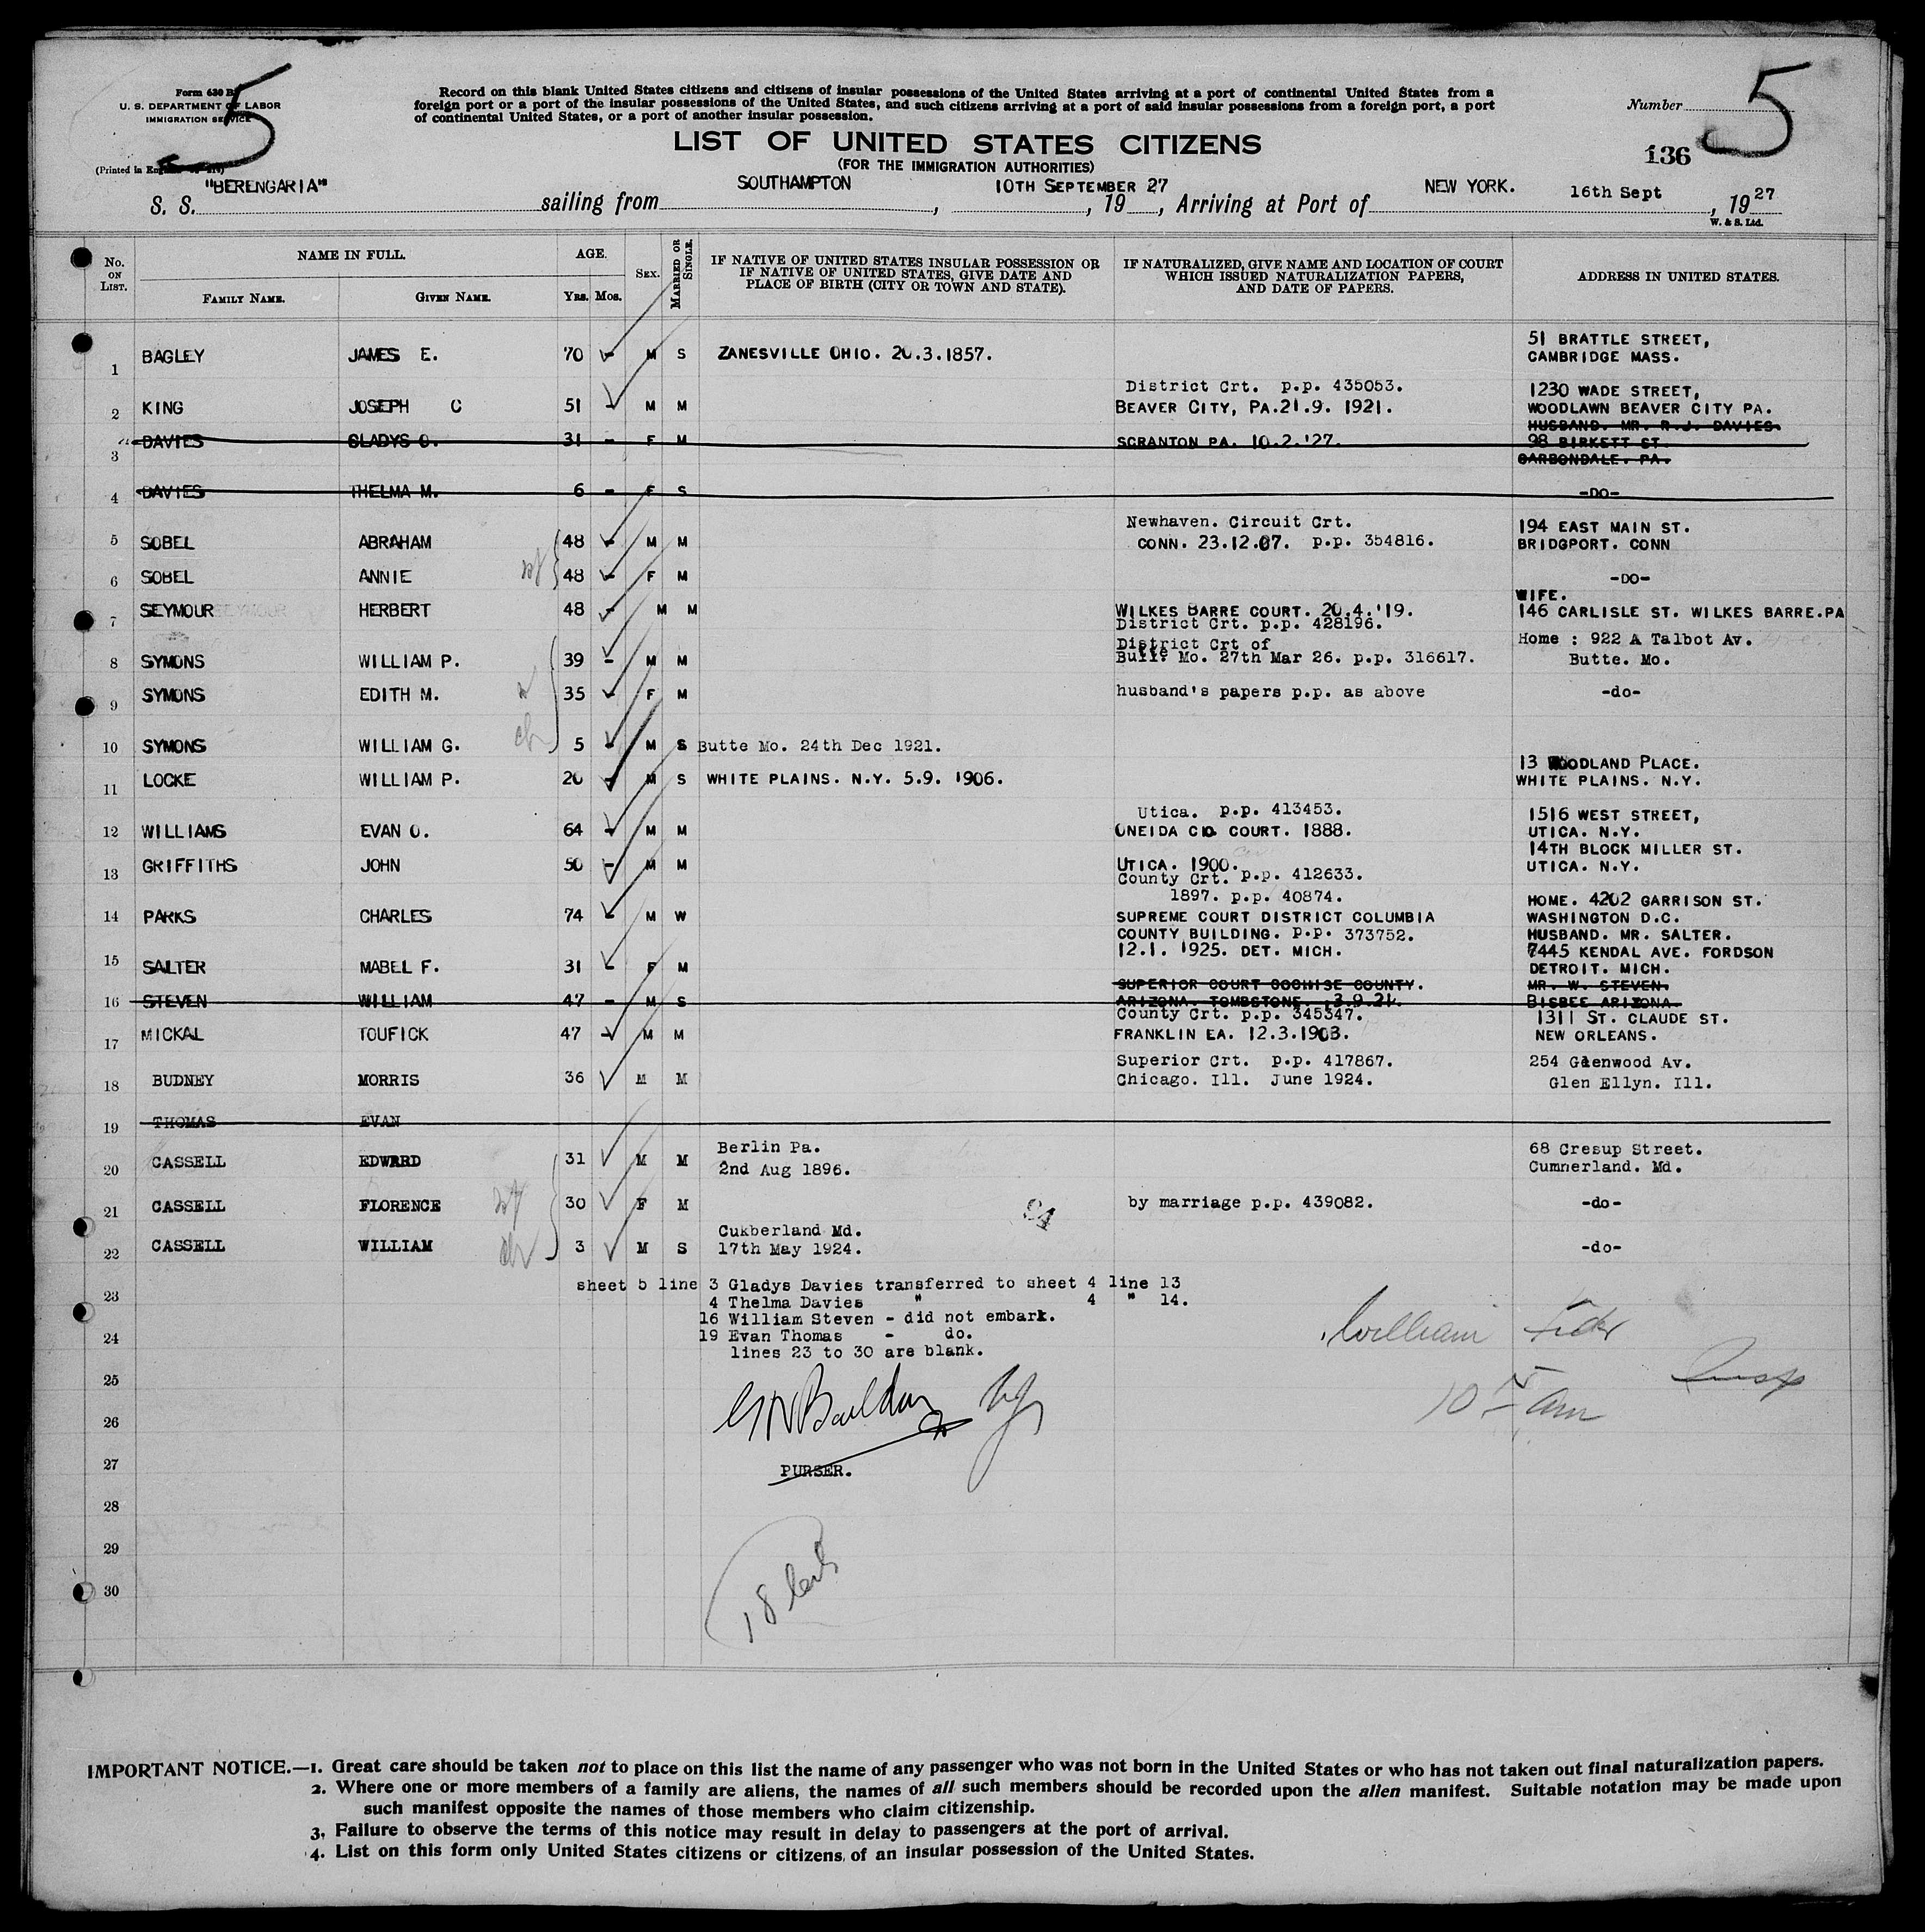 5
5
Form 630 B
U. S. DEPARTMENT OF LABOR
IMMIGRATION SERVICE
Record on this blank United States citizens and citizens of insular possessions of the United States arriving at a port of continental United States from a
foreign port or a port of the insular possessions of the United States, and such citizens arriving at a port of said insular possessions from a foreign port, a port
of continental United States, or a port of another insular possession.
Number
LIST OF UNITED STATES CITIZENS
(FOR THE IMMIGRATION AUTHORITIES)
136
(Printed in
S. S. "BERENGARIA" sailing from SOUTHAMPTON, 10TH SEPTEMBER, 1927, Arriving at Port of NEW YORK. 16th Sept, 1927
W. & S. Ltd.
No. ON LIST. NAME IN FULL. AGE. SEX. MARRIED OR SINGLE. IF NATIVE OF UNITED STATES INSULAR POSSESSION OR IF NATIVE OF UNITED STATES, GIVE DATE AND PLACE OF BIRTH (CITY OR TOWN AND STATE). IF NATURALIZED, GIVE NAME AND LOCATION OF COURT WHICH ISSUED NATURALIZATION PAPERS, AND DATE OF PAPERS. ADDRESS IN UNITED STATES.
FAMILY NAME. GIVEN NAME. YRS. MOS.
51 BRATTLE STREET,
1 BAGLEY JAMES E. 70 - M S ZANESVILLE OHIO. 20.3.1857. CAMBRIDGE MASS.
District Crt. p.p. 435053. 1230 WADE STREET,
2 KING JOSEPH C 51 - M M BEAVER CITY, PA.21.9. 1921. WOODLAWN BEAVER CITY PA.
HUSBAND. MR. R.J. DAVIES.
3 DAVIES GLADYS O. 31 - F M SCRANTON PA. 10.2.'27. 98 BIRKETT ST.
CARBONDALE. PA.
4 DAVIES THELMA M. 6 - F S -DO-
Newhaven. Circuit Crt. 194 EAST MAIN ST.
5 SOBEL ABRAHAM 48 - M M CONN. 23.12.07. p.p. 354816. BRIDGPORT. CONN
6 SOBEL ANNIE 48 - F M -DO-
WIFE.
7 SEYMOUR HERBERT 48 - M M WILKES BARRE COURT. 20.4.'19. 146 CARLISLE ST. WILKES BARRE.PA
District Crt. p.p. 428196.
District Crt of Home : 922 A Talbot Av.
8 SYMONS WILLIAM P. 39 - M M Mo. 27th Mar 26. p.p. 316617. Butte. Mo.
9 SYMONS EDITH M. 35 - F M husband's papers p.p. as above -do-
10 SYMONS WILLIAM G. 5 - M S Butte Mo. 24th Dec 1921.
13 WOODLAND PLACE.
11 LOCKE WILLIAM P. 20 - M S WHITE PLAINS. N.Y. 5.9. 1906. WHITE PLAINS. N.Y.
Utica. p.p. 413453. 1516 WEST STREET,
12 WILLIAMS EVAN O. 64 - M M ONEIDA CO. COURT. 1888. UTICA. N.Y.
14TH BLOCK MILLER ST.
13 GRIFFITHS JOHN 50 - M M UTICA. 1900. UTICA. N.Y.
County Crt. p.p. 412633.
1897. p.p. 40874. HOME. 4202 GARRISON ST.
14 PARKS CHARLES 74 - M W SUPREME COURT DISTRICT COLUMBIA WASHINGTON D.C.
COUNTY BUILDING. p.p. 373752. HUSBAND. MR. SALTER.
12.1. 1925. DET. MICH. 7445 KENDAL AVE. FORDSON
15 SALTER MABEL F. 31 - F M DETROIT. MICH.
SUPERIOR COURT COCHISE COUNTY. MR. W. STEVEN.
16 STEVEN WILLIAM 47 - M S ARIZONA. TOMBSTONE. 13.9.21. BISBEE ARIZONA.
County Crt. p.p. 345347. 1311 ST. CLAUDE ST.
17 MICKAL TOUFICK 47 - M M FRANKLIN EA. 12.3.1903. NEW ORLEANS.
Superior Crt. p.p. 417867. 254 Glenwood Av.
18 BUDNEY MORRIS 36 M M Chicago. Ill. June 1924. Glen Ellyn. Ill.
19 THOMAS EVAN
Berlin Pa. 68 Cresup Street.
20 CASSELL EDWARD 31 M M 2nd Aug 1896. Cumnerland. Md.
21 CASSELL FLORENCE 30 F M by marriage p.p. 439082. -do-
Cukberland Md.
22 CASSELL WILLIAM 3 M S 17th May 1924. -do-
sheet 5 line 3 Gladys Davies transferred to sheet 4 line 13
23
4 Thelma Davies " 4 " 14.
16 William Steven - did not embark.
24 19 Evan Thomas - do.
lines 23 to 30 are blank.
William
25
10 am
26
27 PURSER.
28
29
18
30
IMPORTANT NOTICE.—1. Great care should be taken not to place on this list the name of any passenger who was not born in the United States or who has not taken out final naturalization papers.
2. Where one or more members of a family are aliens, the names of all such members should be recorded upon the alien manifest. Suitable notation may be made upon
such manifest opposite the names of those members who claim citizenship.
3. Failure to observe the terms of this notice may result in delay to passengers at the port of arrival.
4. List on this form only United States citizens or citizens of an insular possession of the United States.